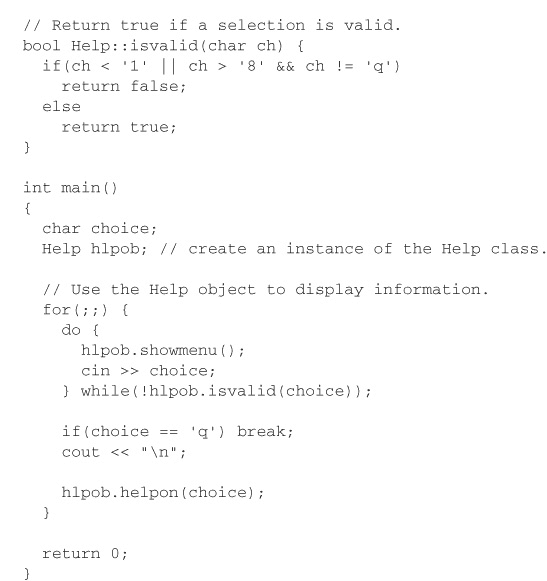 // Return true if a selection is valid.
bool Help::isvalid(char ch) {
  if(ch < '1' || ch > '8' && ch != 'q')
    return false;
  else
    return true;
}

int main()
{
  char choice;
  Help hlpob; // create an instance of the Help class.

  // Use the Help object to display information.
  for(;;) {
    do {
      hlpob.showmenu();
      cin >> choice;
    } while(!hlpob.isvalid(choice));

    if(choice == 'q') break;
    cout << "\n";

    hlpob.helpon(choice);
  }

  return 0;
}